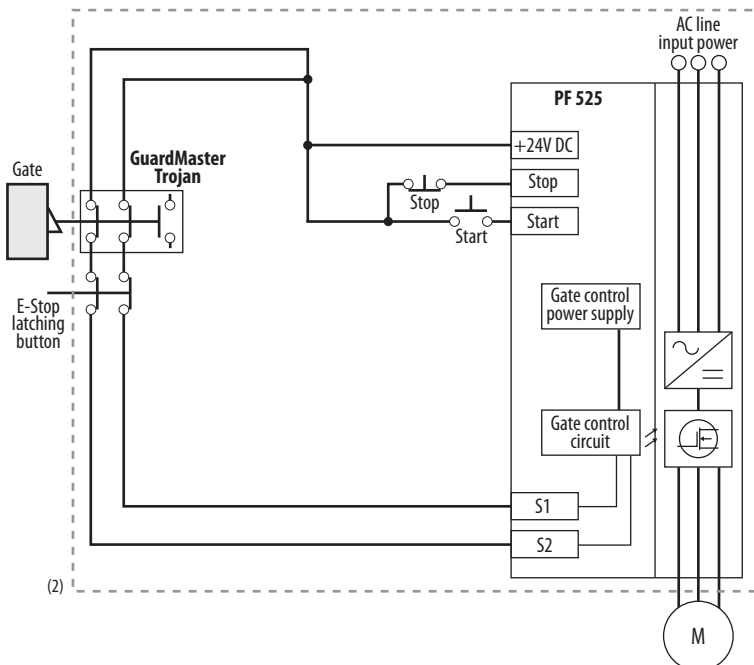 AC line
input power
PF 525
GuardMaster
Trojan
Gate
+24V DC
Stop
Stop
Start
Start
E-Stop
latching
button
Gate control
power supply
Gate control
circuit
S1
S2
(2)
M